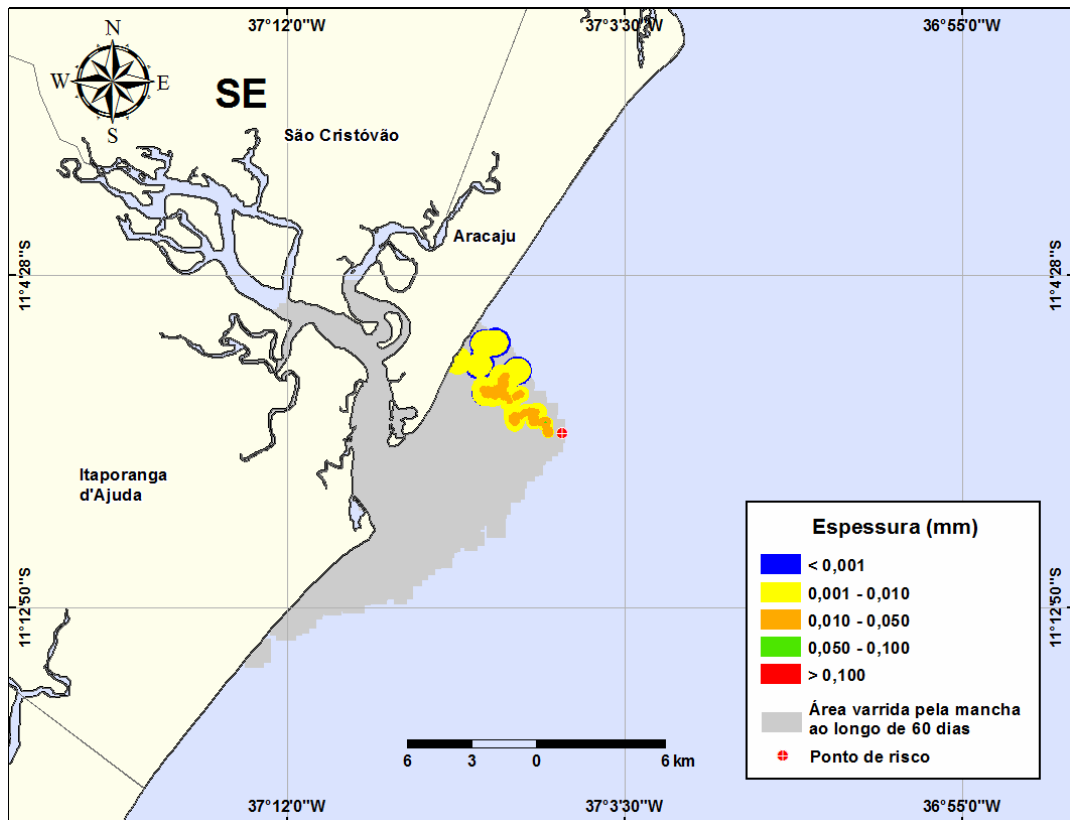 37°12'0"W
37°3'30"W
36°55'0"W
N
W
E
S
SE
São Cristóvão
Aracaju
11°4'28"S
11°4'28"S
Itaporanga
d'Ajuda
11°12'50"S
11°12'50"S
Espessura (mm)
< 0,001
0,001 - 0,010
0,010 - 0,050
0,050 - 0,100
> 0,100
Área varrida pela mancha
ao longo de 60 dias
Ponto de risco
6 3 0 6 km
37°12'0"W
37°3'30"W
36°55'0"W